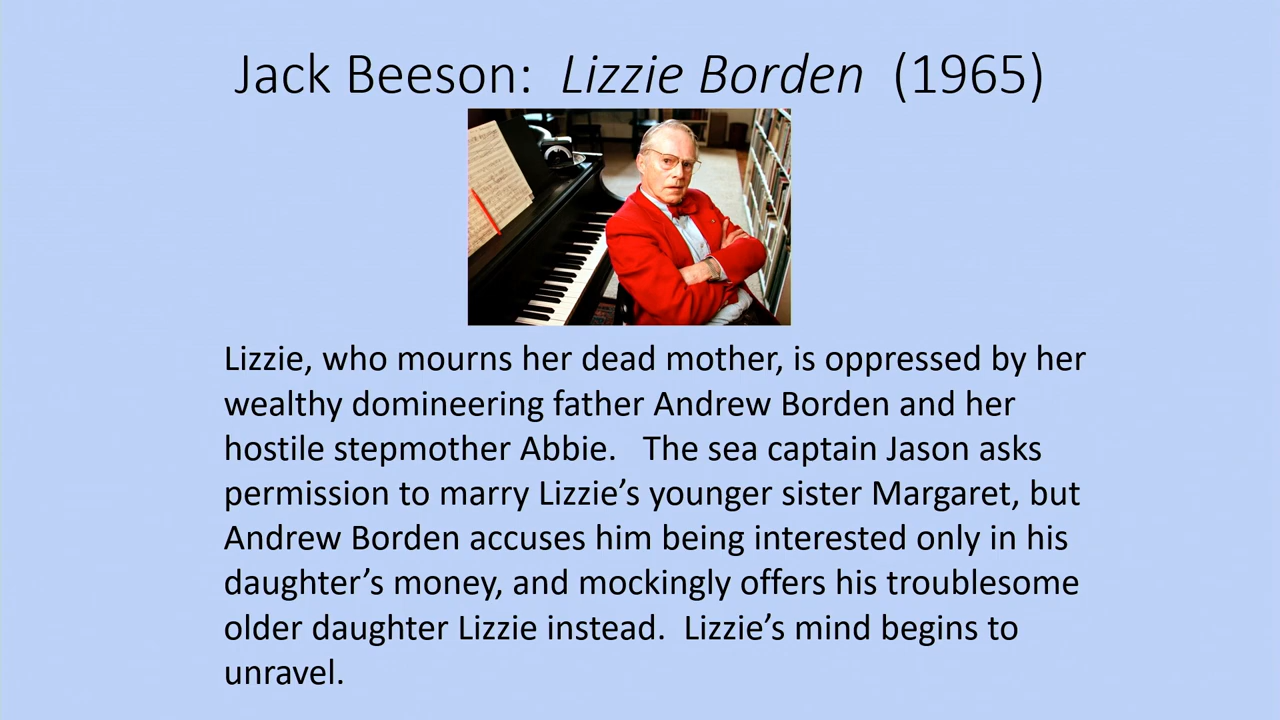 Jack Beeson:  Lizzie Borden  (1965)
Lizzie, who mourns her dead mother, is oppressed by her
wealthy domineering father Andrew Borden and her
hostile stepmother Abbie.   The sea captain Jason asks
permission to marry Lizzie’s younger sister Margaret, but
Andrew Borden accuses him being interested only in his
daughter’s money, and mockingly offers his troublesome
older daughter Lizzie instead.  Lizzie’s mind begins to
unravel.